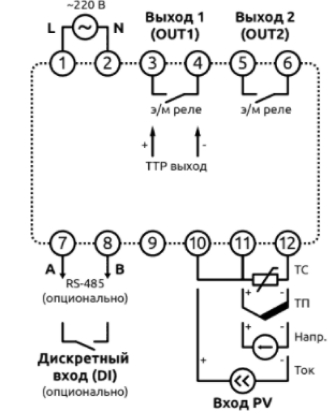 ~220 В
L N
Выход 1
(OUT1)
Выход 2
(OUT2)
1 2 3 4 5 6
э/м реле э/м реле
+ -
ТТР выход
7 8 9 10 11 12
A B
RS-485
(опционально)
ТС
+ -
ТП
+ -
Напр.
+ -
Ток
Дискретный
вход (DI)
(опционально)
Вход PV